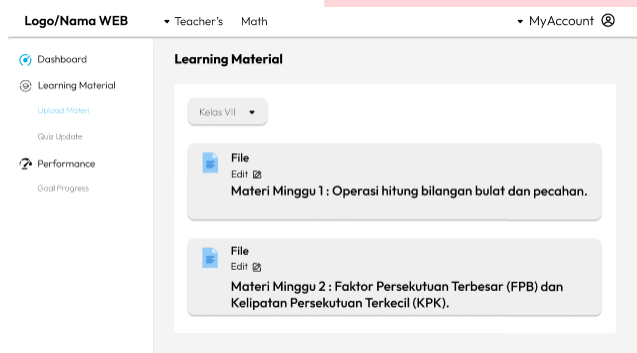 Logo/Nama WEB
Teacher's
Math
MyAccount
Dashboard
Learning Material
Upload Materi
Quiz Update
Performance
Goal Progress
Learning Material
Kelas VII
File
Edit
Materi Minggu 1 : Operasi hitung bilangan bulat dan pecahan.
File
Edit
Materi Minggu 2 : Faktor Persekutuan Terbesar (FPB) dan
Kelipatan Persekutuan Terkecil (KPK).